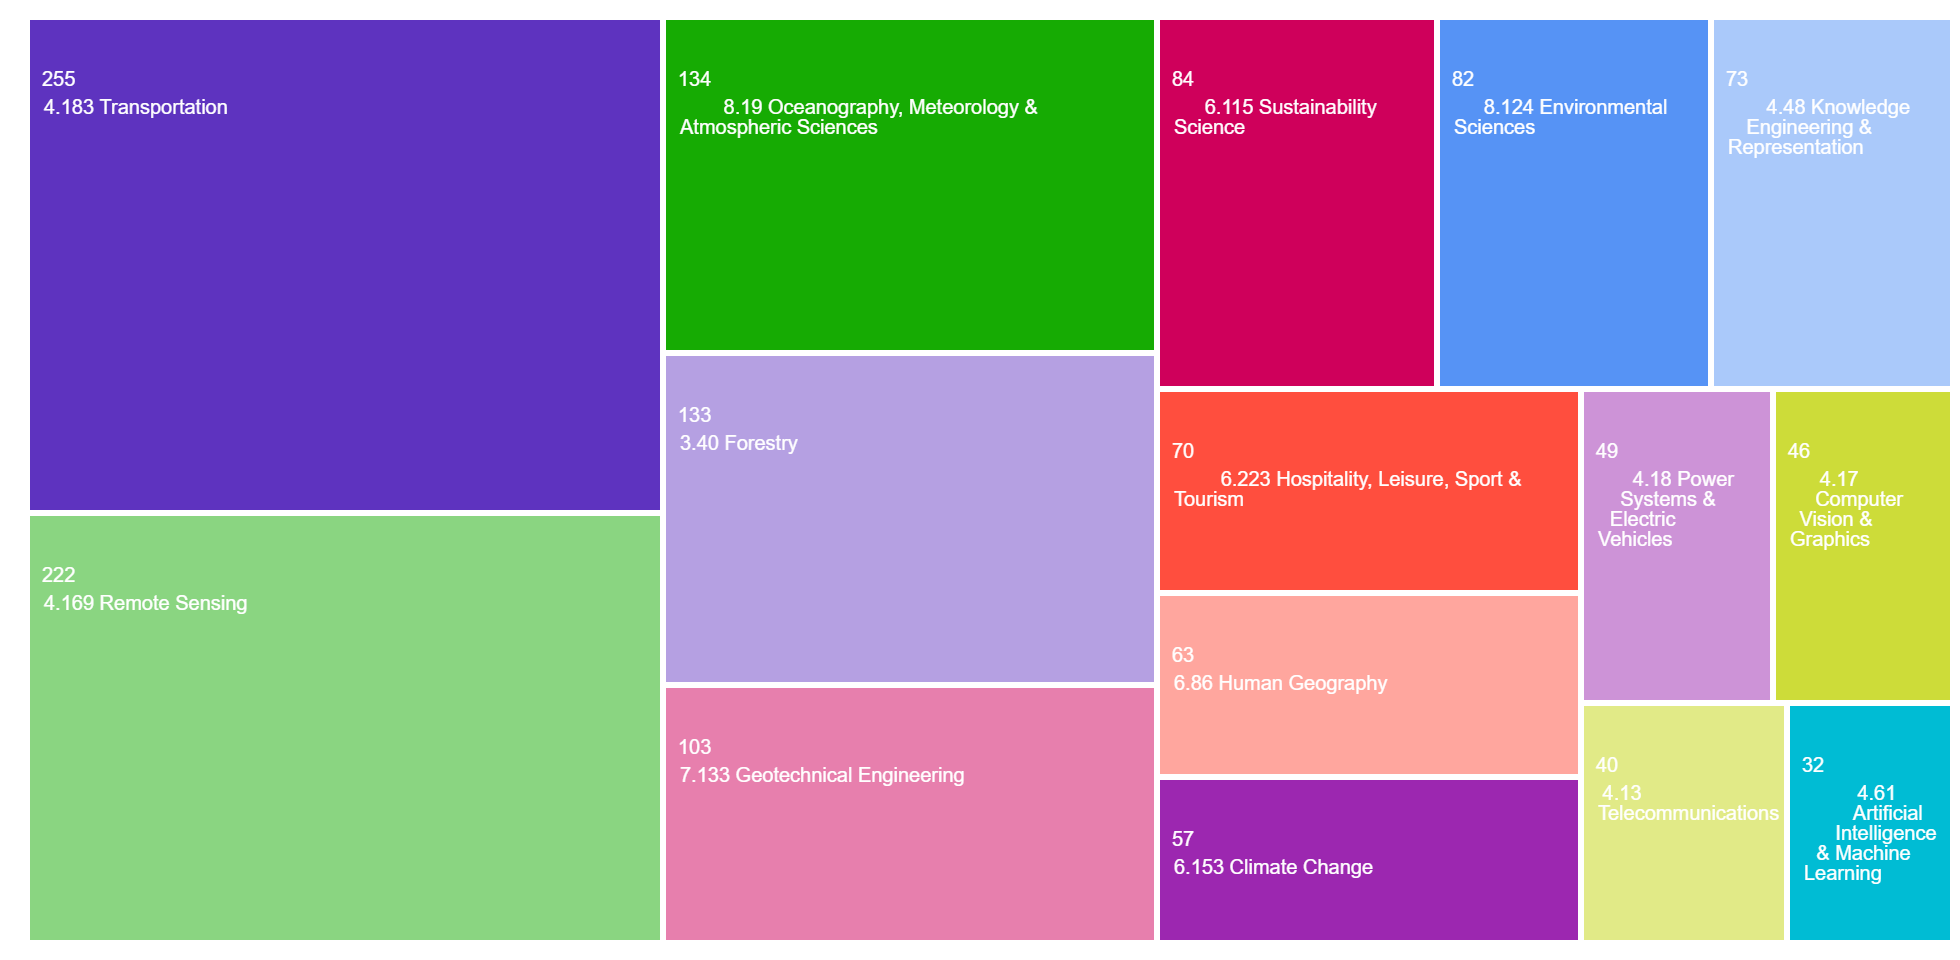 255
4.183 Transportation
222
4.169 Remote Sensing
134
8.19 Oceanography, Meteorology &
Atmospheric Sciences
133
3.40 Forestry
103
7.133 Geotechnical Engineering
84
6.115 Sustainability
Science
82
8.124 Environmental
Sciences
73
4.48 Knowledge
Engineering &
Representation
70
6.223 Hospitality, Leisure, Sport &
Tourism
63
6.86 Human Geography
57
6.153 Climate Change
49
4.18 Power
Systems &
Electric
Vehicles
46
4.17
Computer
Vision &
Graphics
40
4.13
Telecommunications
32
4.61
Artificial
Intelligence
& Machine
Learning